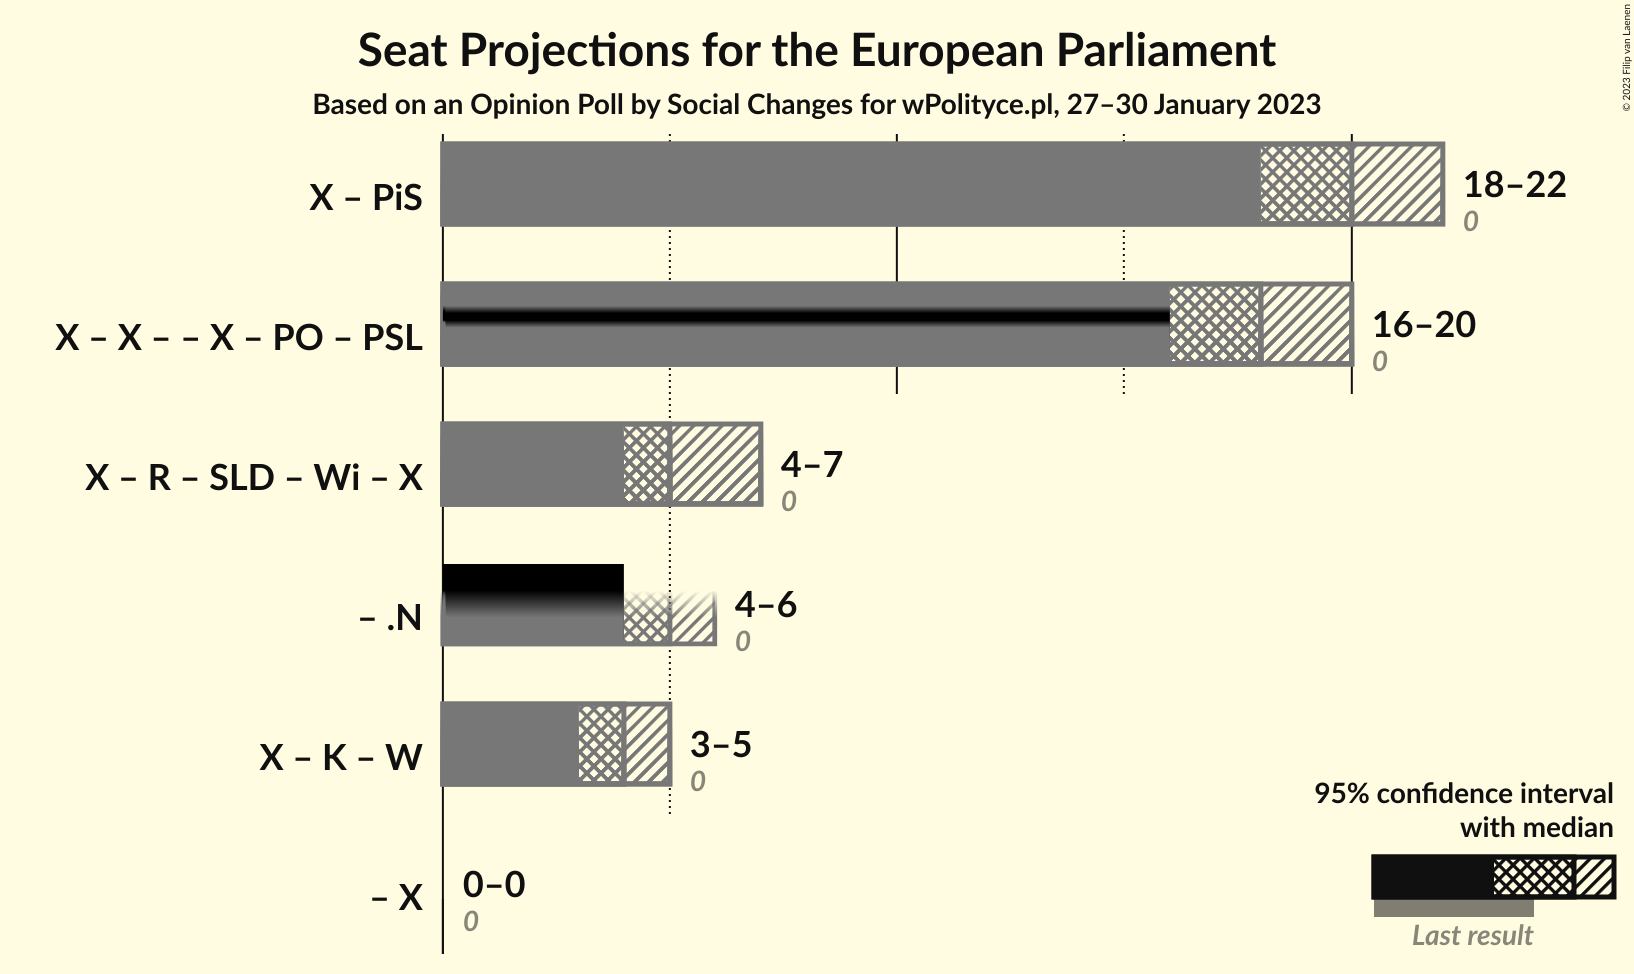 Seat Projections for the European Parliament
Based on an Opinion Poll by Social Changes for wPolityce.pl, 27–30 January 2023
© 2023 Filip van Laenen
X – PiS
18–22
0
X – X – – X – PO – PSL
16–20
0
X – R – SLD – Wi – X
4–7
0
– .N
4–6
0
X – K – W
3–5
0
– X
0–0
0
95% confidence interval
with median
Last result